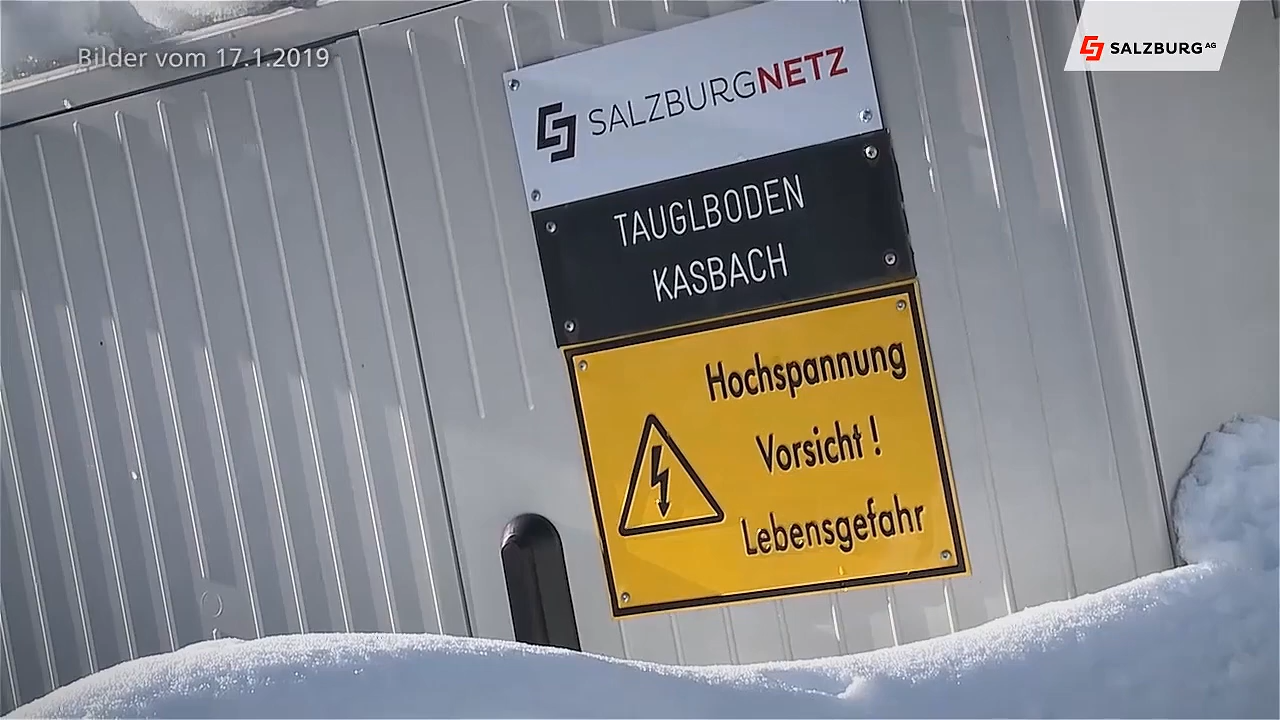 Bilder vom 17.1.2019
SALZBURG AG
SALZBURGNETZ
TAUGLBODEN
KASBACH
Hochspannung
Vorsicht !
Lebensgefahr